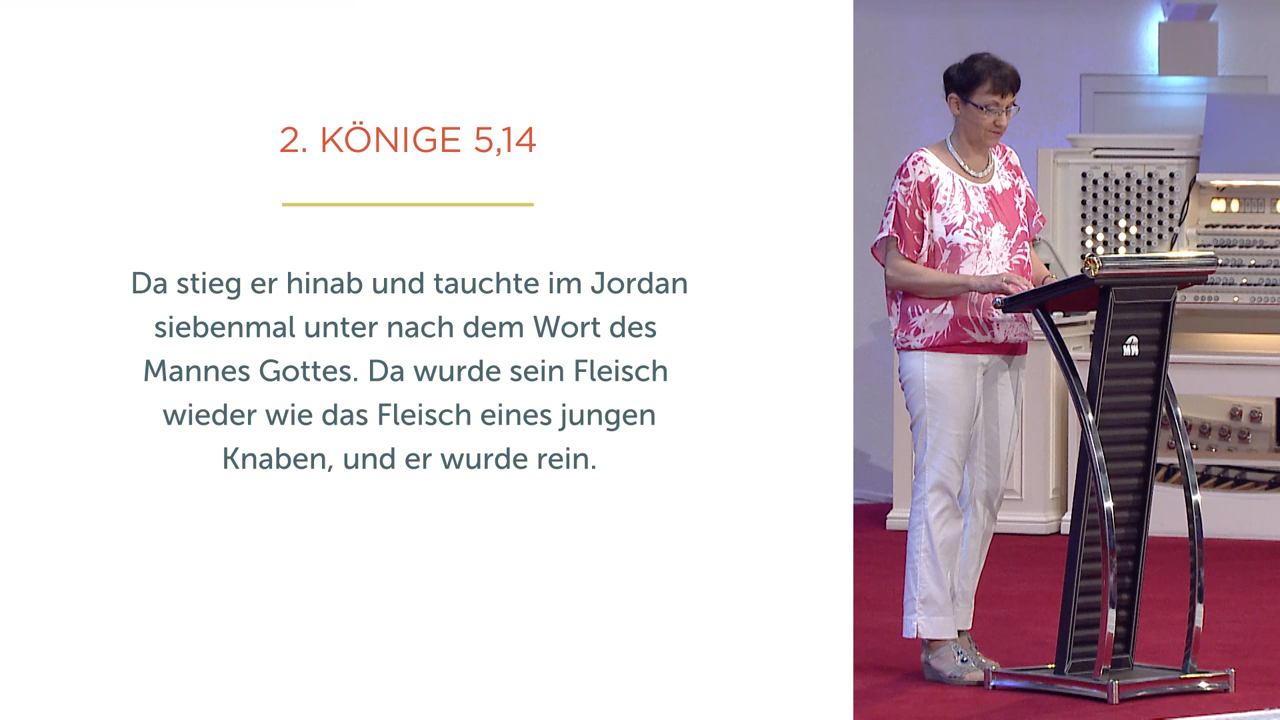 2. KÖNIGE 5,14
Da stieg er hinab und tauchte im Jordan
siebenmal unter nach dem Wort des
Mannes Gottes. Da wurde sein Fleisch
wieder wie das Fleisch eines jungen
Knaben, und er wurde rein.